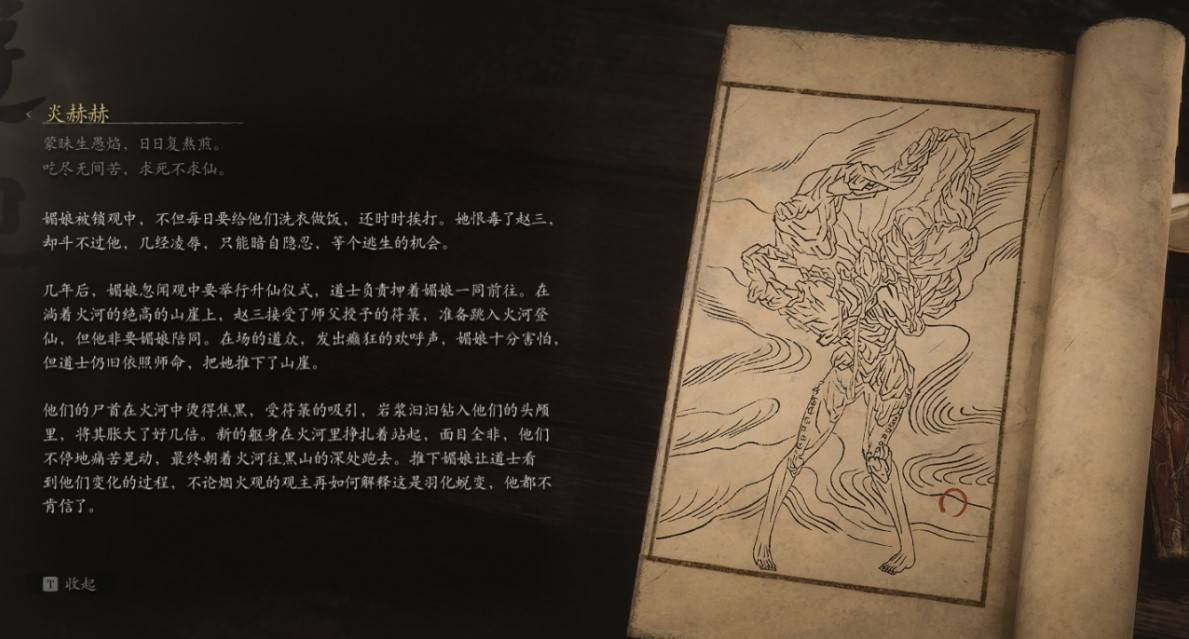 炎赫赫
蒙昧生愚焰，日日复熬煎。
吃尽无间苦，求死不求仙。
媚娘被锁观中，不但每日要给他们洗衣做饭，还时时挨打。她恨毒了赵三，
却斗不过他，几经凌辱，只能暗自隐忍，等个逃生的机会。
几年后，媚娘忽闻观中要举行升仙仪式，道士负责押着媚娘一同前往。在
淌着火河的绝高的山崖上，赵三接受了师父授予的符箓，准备跳入火河登
仙，但他非要媚娘陪同。在场的道众，发出癫狂的欢呼声，媚娘十分害怕，
但道士仍旧依照师命，把她推下了山崖。
他们的尸首在火河中烫得焦黑，受符箓的吸引，岩浆汩汩钻入他们的头颅
里，将其胀大了好几倍。新的躯身在火河里挣扎着站起，面目全非，他们
不停地痛苦晃动，最终朝着火河往黑山的深处跑去。推下媚娘让道士看
到他们变化的过程，不论烟火观的观主再如何解释这是羽化蜕变，他都不
肯信了。
T 收起